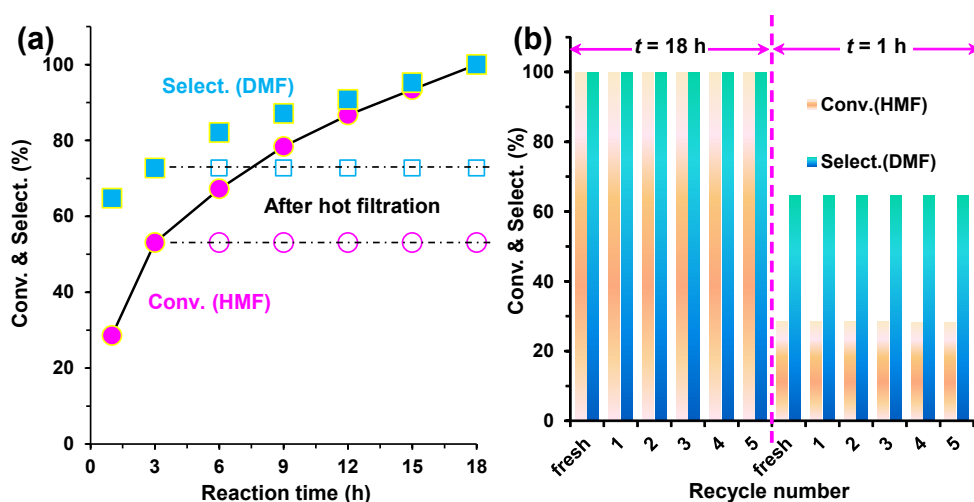 (a)
Conv. & Select. (%)
100
80
60
40
20
0
Select. (DMF)
After hot filtration
Conv. (HMF)
0 3 6 9 12 15 18
Reaction time (h)
(b)
Conv. & Select. (%)
t = 18 h t = 1 h
100
80
60
40
20
0
Conv.(HMF)
Select.(DMF)
fresh 1 2 3 4 5 fresh 1 2 3 4 5
Recycle number